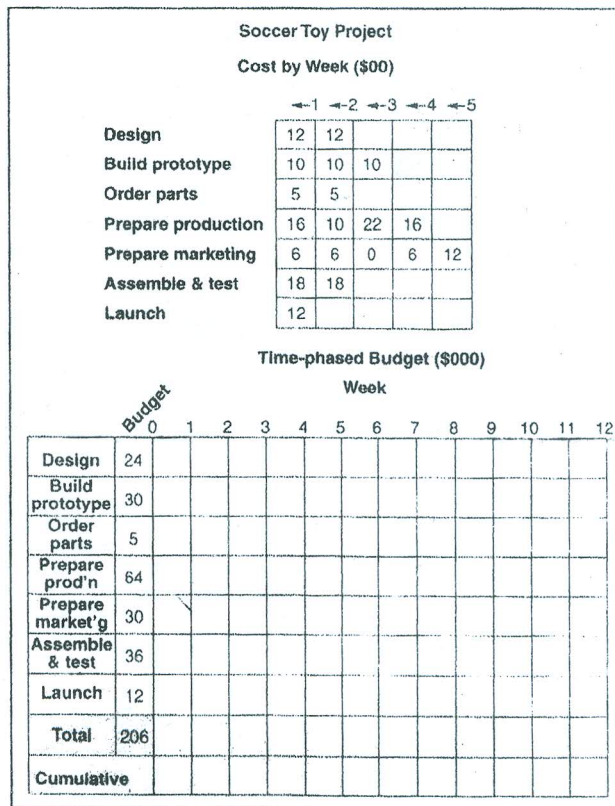 Soccer Toy Project
Cost by Week ($00)
1 2 3 4 5
Design 12 12
Build prototype 10 10 10
Order parts 5 5
Prepare production 16 10 22 16
Prepare marketing 6 6 0 6 12
Assemble & test 18 18
Launch 12
Time-phased Budget ($000)
Week
Budget
0 1 2 3 4 5 6 7 8 9 10 11 12
Design 24
Build
prototype 30
Order
parts 5
Prepare
prod'n 64
Prepare
market'g 30
Assemble
& test 36
Launch 12
Total 206
Cumulative